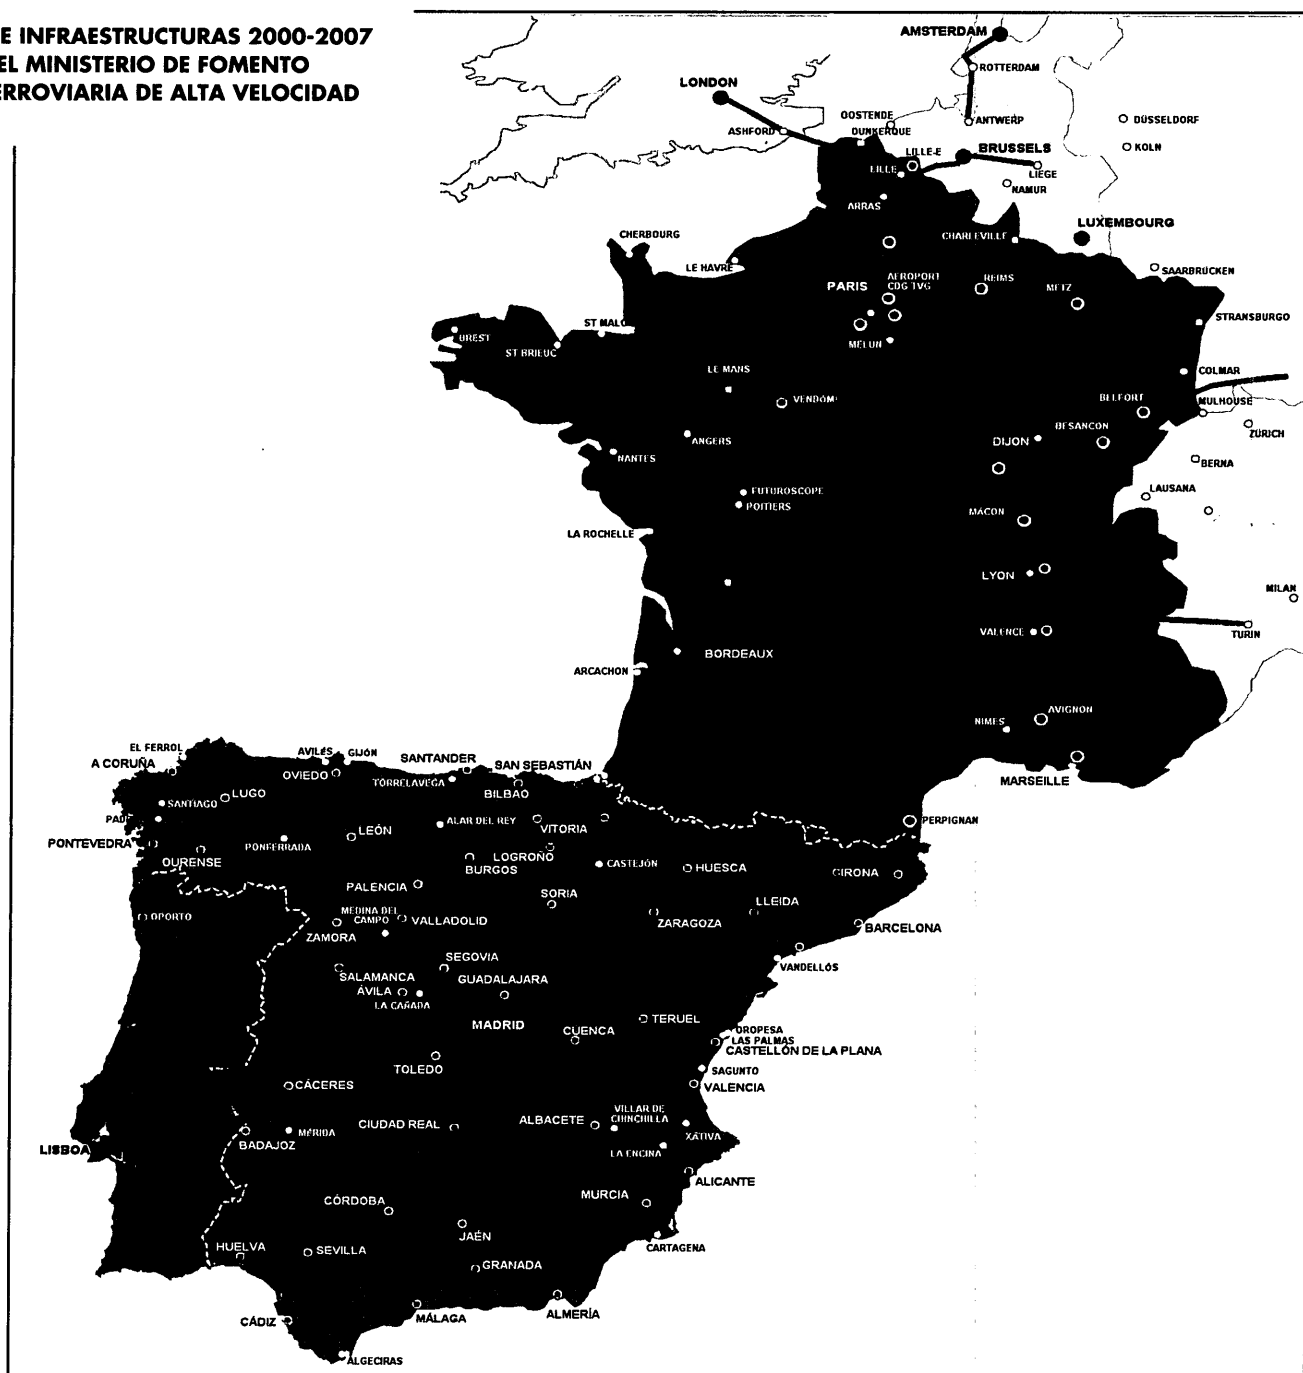 E INFRAESTRUCTURAS 2000-2007
EL MINISTERIO DE FOMENTO
ERROVIARIA DE ALTA VELOCIDAD
AMSTERDAM
ROTTERDAM
LONDON
OOSTENDE
ANTWERP
DÜSSELDORF
ASHFORD
DUNKERQUE
KOLN
LILLE-E
BRUSSELS
LILLE
LIEGE
NAMUR
ARRAS
LUXEMBOURG
CHERBOURG
CHARLEVILLE
LE HAVRE
SAARBRÜCKEN
PARIS
AEROPORT
CDG TVG
REIMS
METZ
ST MALO
STRANSBURGO
BREST
ST BRIEUC
MELUN
LE MANS
COLMAR
VENDOM
BELFORT
MULHOUSE
ANGERS
DIJON
BESANCON
ZÜRICH
NANTES
BERNA
FUTUROSCOPE
POITIERS
LAUSANA
LA ROCHELLE
MÁCON
LYON
MILAN
VALENCE
TURIN
BORDEAUX
ARCACHON
AVIGNON
NIMES
EL FERROL
AVILÉS
GIJÓN
A CORUÑA
SANTANDER
SAN SEBASTIÁN
OVIEDO
TORRELAVEGA
BILBAO
MARSEILLE
LUGO
SANTIAGO
PAD
ALAR DEL REY
VITORIA
PERPIGNAN
LEÓN
PONTEVEDRA
PONFERRADA
OURENSE
LOGROÑO
BURGOS
CASTEJÓN
HUESCA
GIRONA
PALENCIA
SORIA
LLEIDA
OPORTO
MEDINA DEL
CAMPO
VALLADOLID
ZARAGOZA
BARCELONA
ZAMORA
SEGOVIA
VANDELLÓS
SALAMANCA
GUADALAJARA
ÁVILA
LA CAÑADA
MADRID
TERUEL
CUENCA
OROPESA
LAS PALMAS
CASTELLÓN DE LA PLANA
TOLEDO
SAGUNTO
CÁCERES
VALENCIA
VILLAR DE
CHINCHILLA
CIUDAD REAL
ALBACETE
BADAJOZ
MÉRIDA
XÁTIVA
LISBOA
LA ENCINA
ALICANTE
CÓRDOBA
MURCIA
JAÉN
CARTAGENA
HUELVA
SEVILLA
GRANADA
CÁDIZ
MÁLAGA
ALMERÍA
ALGECIRAS